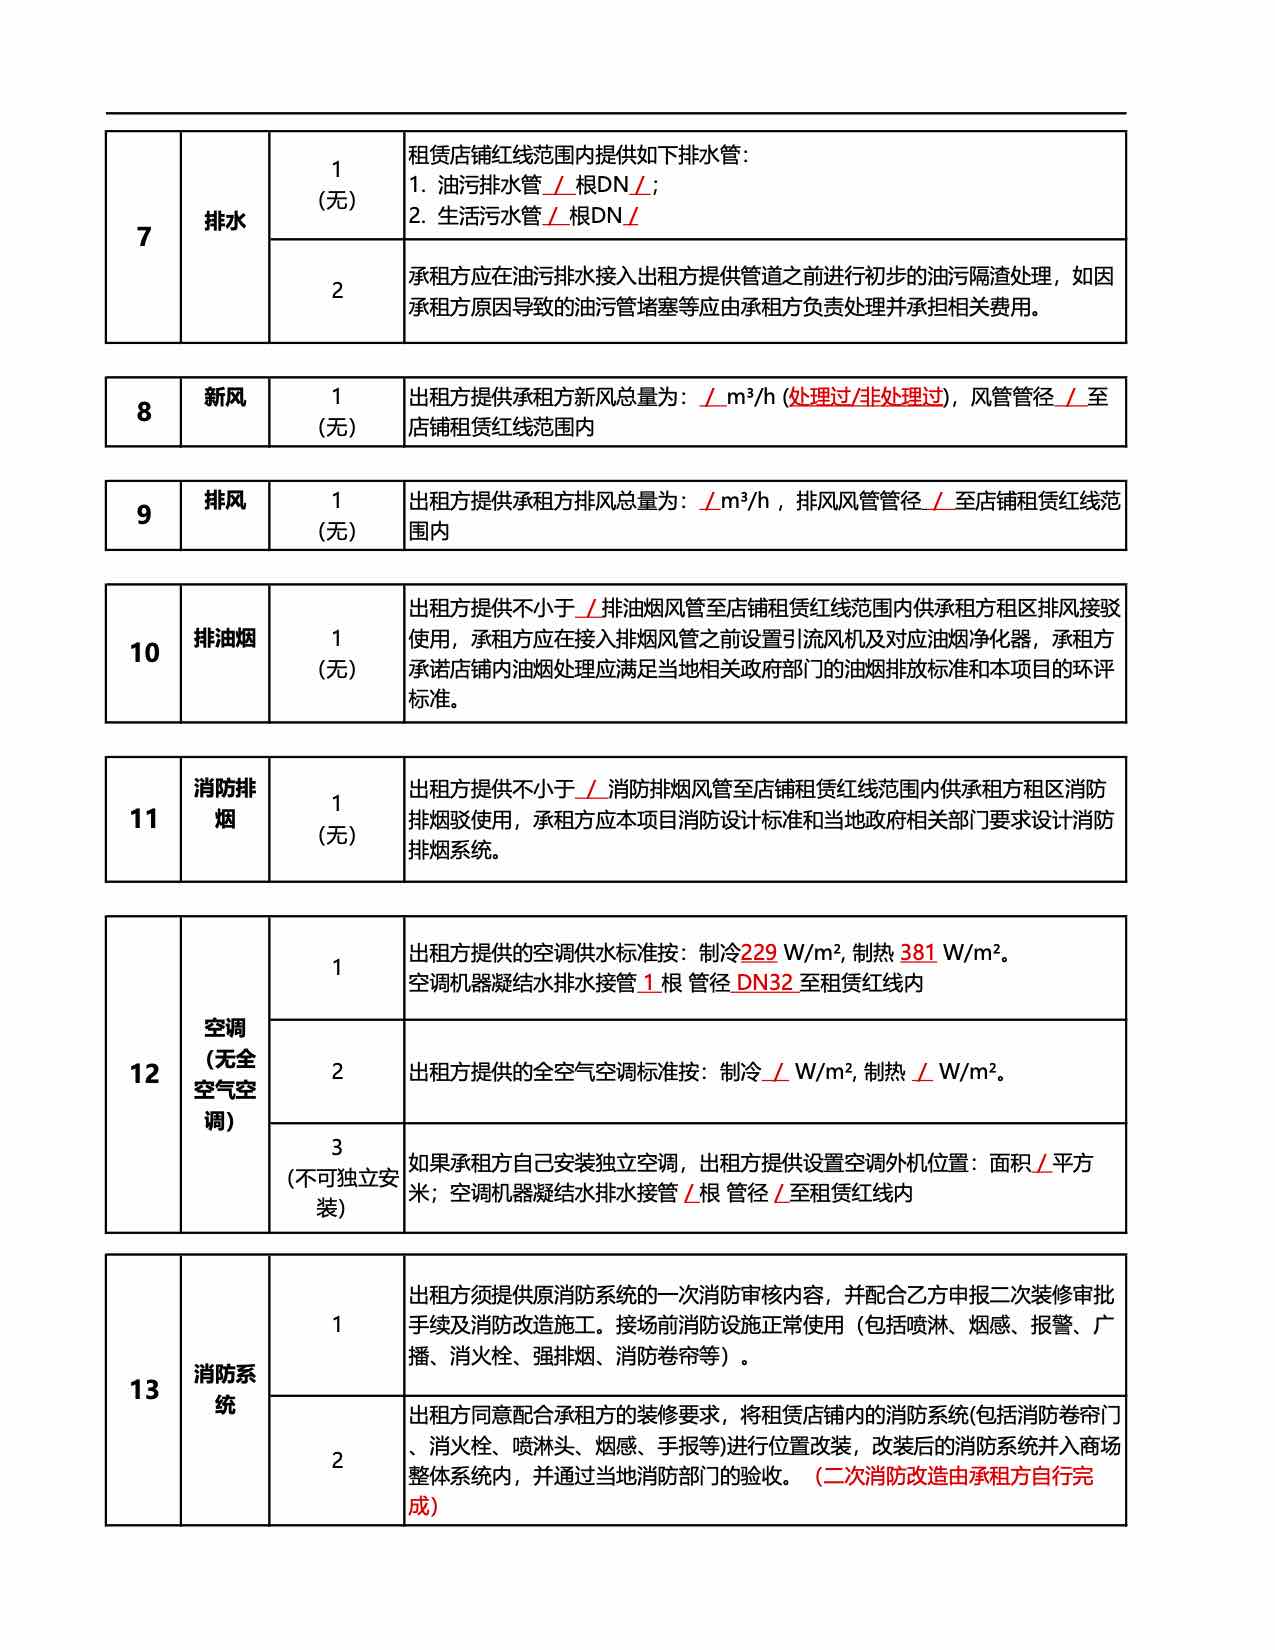 7
排水
1
(无)
租赁店铺红线范围内提供如下排水管：
1. 油污排水管 / 根DN / ；
2. 生活污水管 / 根DN /
2
承租方应在油污排水接入出租方提供管道之前进行初步的油污隔渣处理，如因
承租方原因导致的油污管堵塞等应由承租方负责处理并承担相关费用。
8
新风
1
(无)
出租方提供承租方新风总量为： / m³/h (处理过/非处理过)，风管管径 / 至
店铺租赁红线范围内
9
排风
1
(无)
出租方提供承租方排风总量为： / m³/h ，排风风管管径 / 至店铺租赁红线范
围内
10
排油烟
1
(无)
出租方提供不小于 / 排油烟风管至店铺租赁红线范围内供承租方租区排风接驳
使用，承租方应在接入排烟风管之前设置引流风机及对应油烟净化器，承租方
承诺店铺内油烟处理应满足当地相关政府部门的油烟排放标准和本项目的环评
标准。
11
消防排
烟
1
(无)
出租方提供不小于 / 消防排烟风管至店铺租赁红线范围内供承租方租区消防
排烟驳使用，承租方应本项目消防设计标准和当地政府相关部门要求设计消防
排烟系统。
12
空调
（无全
空气空
调）
1
出租方提供的空调供水标准按：制冷229 W/m², 制热 381 W/m²。
空调机器凝结水排水接管 1 根 管径 DN32 至租赁红线内
2
出租方提供的全空气空调标准按：制冷 / W/m², 制热 / W/m²。
3
(不可独立安
装)
如果承租方自己安装独立空调，出租方提供设置空调外机位置：面积 / 平方
米；空调机器凝结水排水接管 / 根 管径 / 至租赁红线内
13
消防系
统
1
出租方须提供原消防系统的一次消防审核内容，并配合乙方申报二次装修审批
手续及消防改造施工。接场前消防设施正常使用（包括喷淋、烟感、报警、广
播、消火栓、强排烟、消防卷帘等）。
2
出租方同意配合承租方的装修要求，将租赁店铺内的消防系统(包括消防卷帘门
、消火栓、喷淋头、烟感、手报等)进行位置改装，改装后的消防系统并入商场
整体系统内，并通过当地消防部门的验收。（二次消防改造由承租方自行完
成）